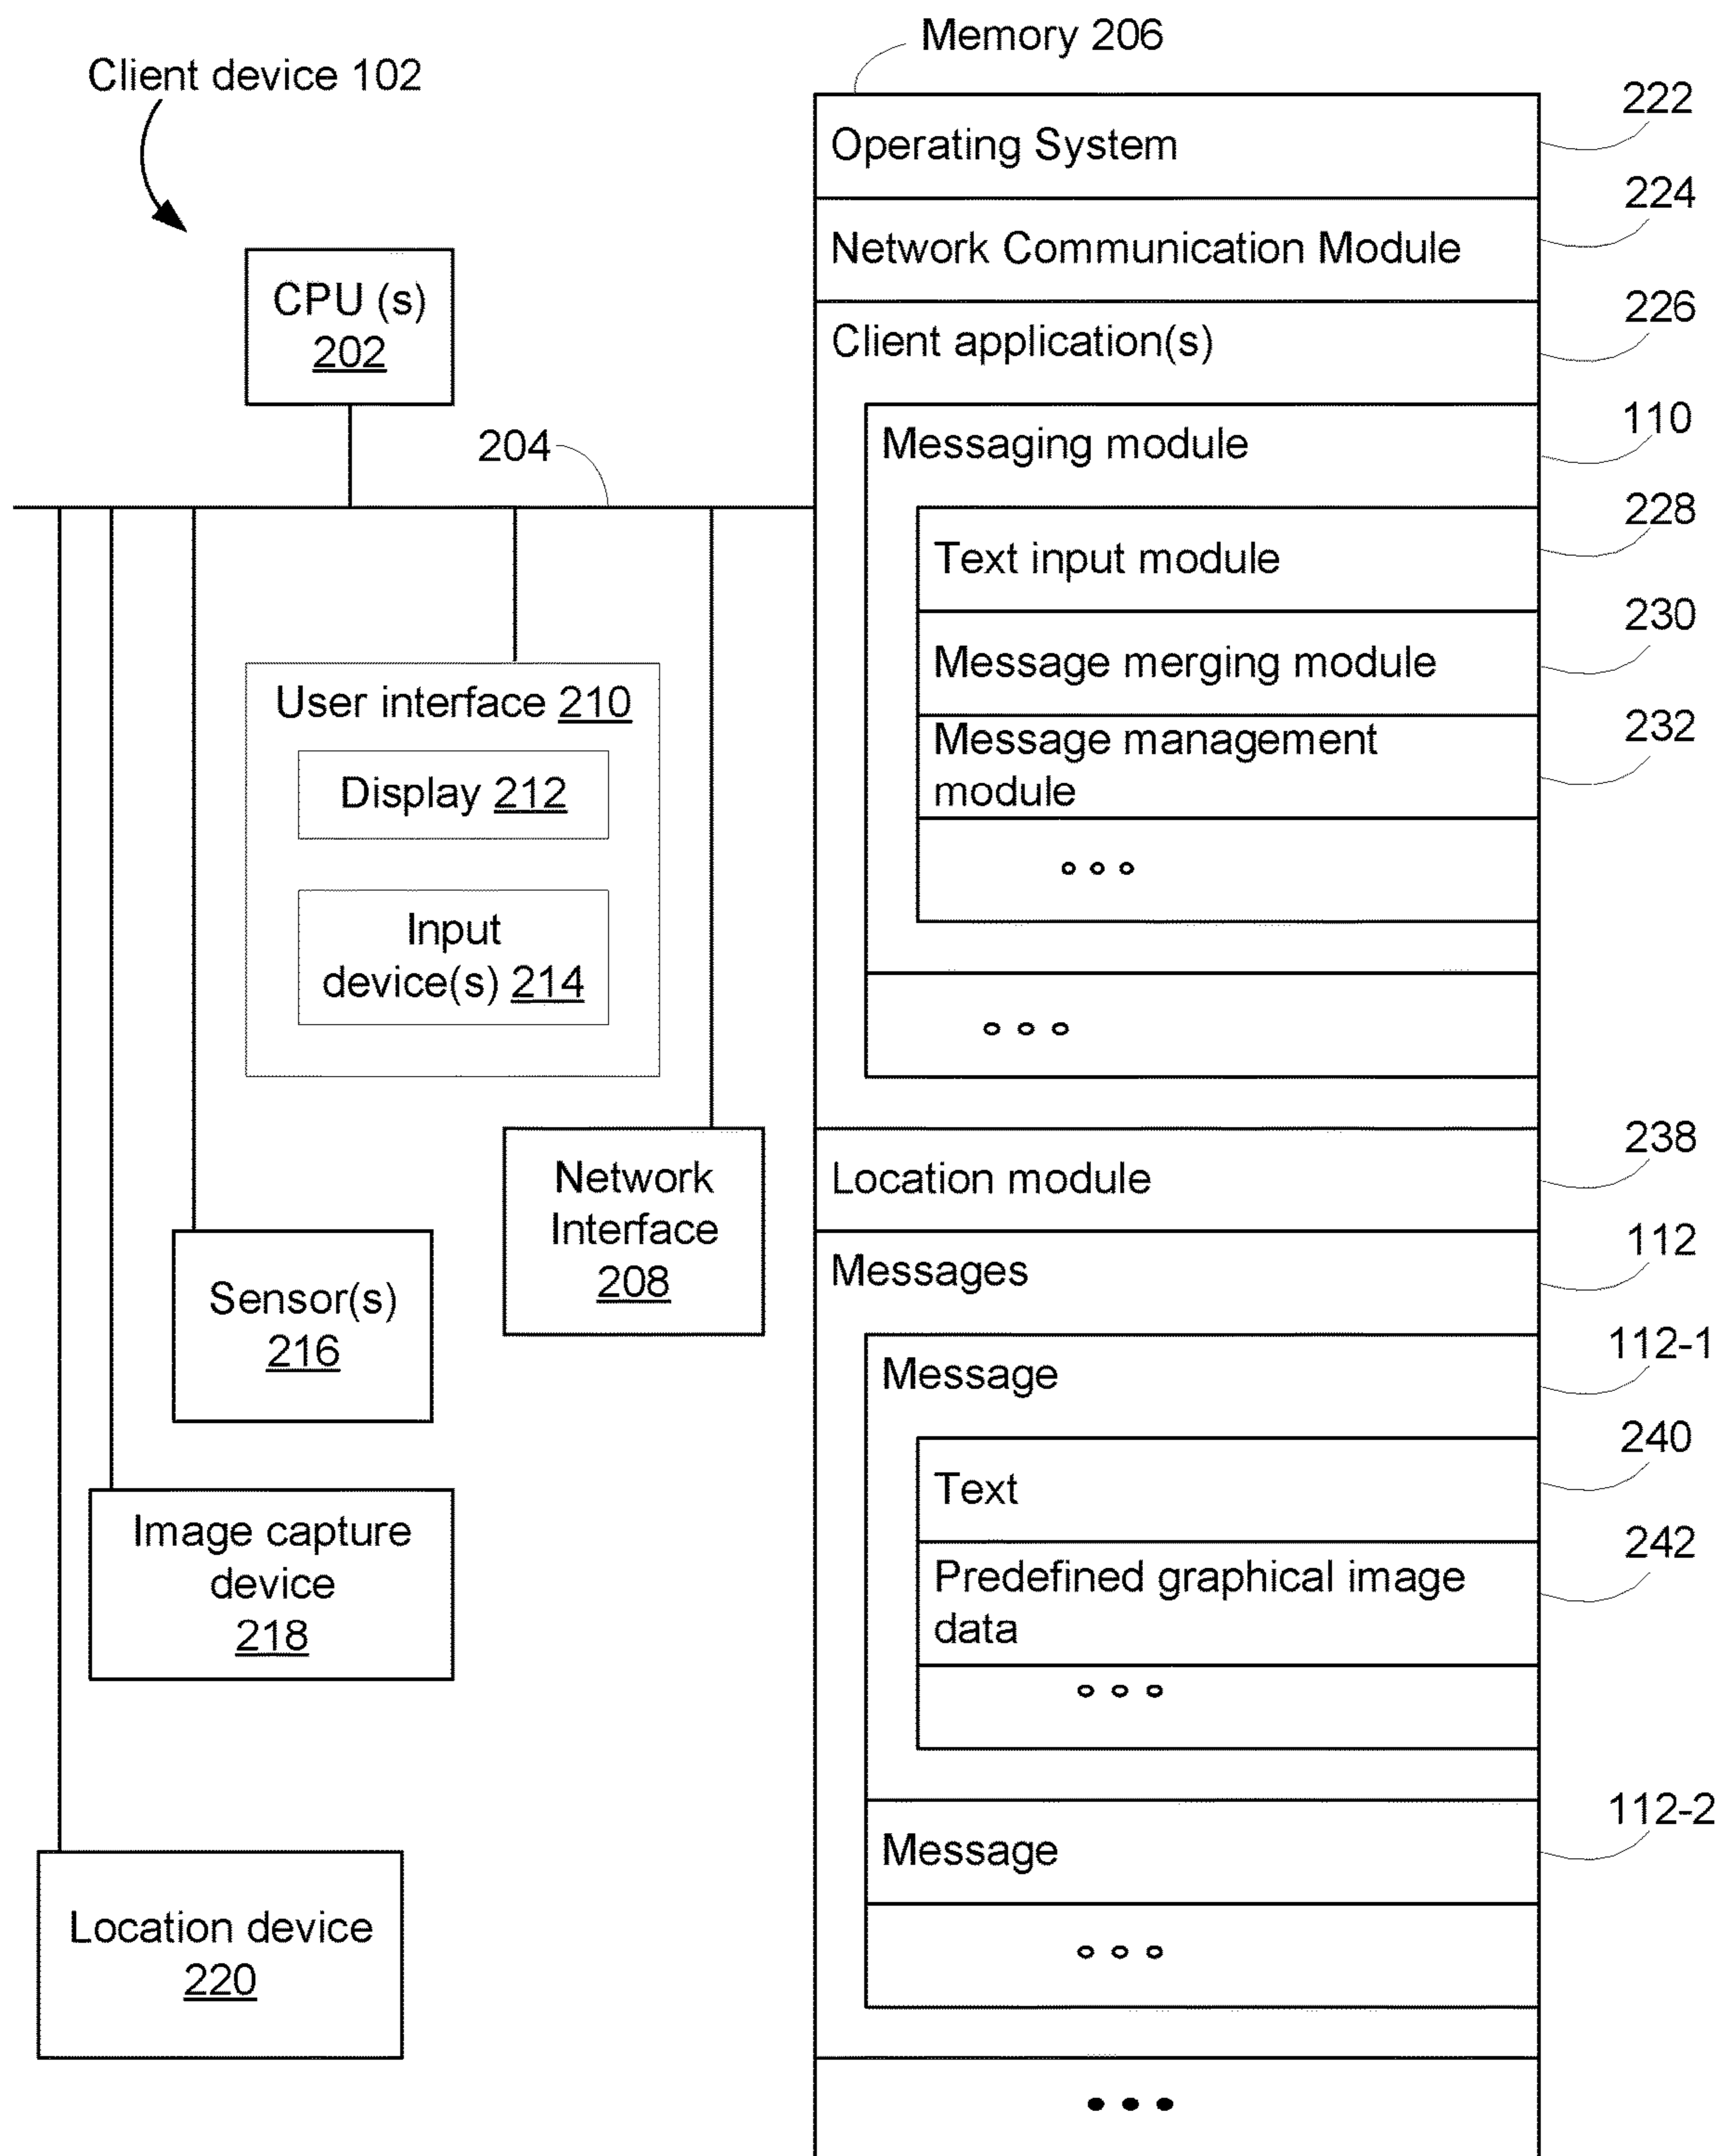 Memory 206
Client device 102
CPU (s)
202
204
User interface 210
Display 212
Input
device(s) 214
Network
Interface
208
Sensor(s)
216
Image capture
device
218
Location device
220
Operating System
222
Network Communication Module
224
Client application(s)
226
Messaging module
110
Text input module
228
Message merging module
230
Message management
module
232
Location module
238
Messages
112
Message
112-1
Text
240
Predefined graphical image
data
242
Message
112-2